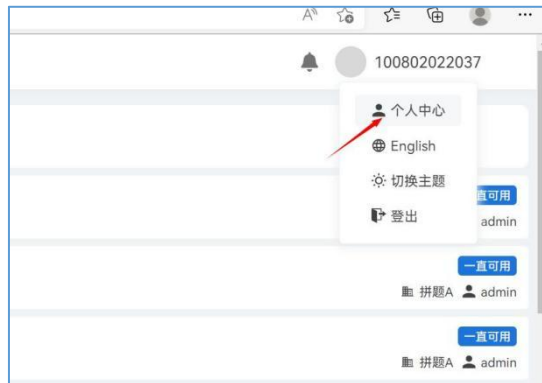 A»
100802022037
个人中心
English
切换主题
直可用
登出
admin
一直可用
拼题A admin
一直可用
拼题A admin